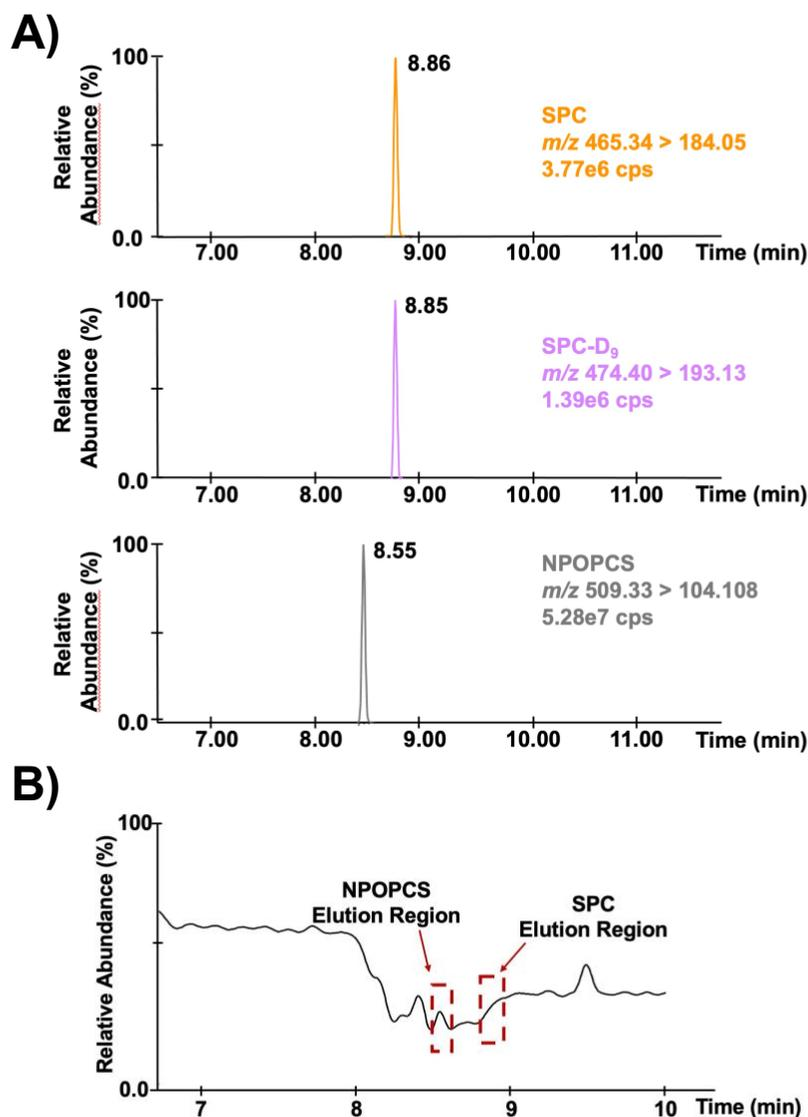 A)
Relative
Abundance (%)
100
0.0
8.86
SPC
m/z 465.34 > 184.05
3.77e6 cps
7.00 8.00 9.00 10.00 11.00 Time (min)
Relative
Abundance (%)
100
0.0
8.85
SPC-D₉
m/z 474.40 > 193.13
1.39e6 cps
7.00 8.00 9.00 10.00 11.00 Time (min)
Relative
Abundance (%)
100
0.0
8.55
NPOPCS
m/z 509.33 > 104.108
5.28e7 cps
7.00 8.00 9.00 10.00 11.00 Time (min)
B)
Relative Abundance (%)
100
0.0
NPOPCS
Elution Region
SPC
Elution Region
7 8 9 10 Time (min)